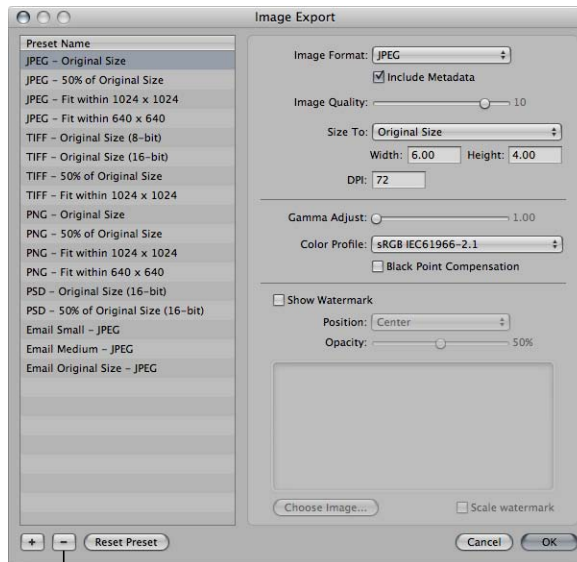 Image Export
Preset Name
JPEG – Original Size
JPEG – 50% of Original Size
JPEG – Fit within 1024 x 1024
JPEG – Fit within 640 x 640
TIFF – Original Size (8-bit)
TIFF – Original Size (16-bit)
TIFF – 50% of Original Size
TIFF – Fit within 1024 x 1024
PNG – Original Size
PNG – 50% of Original Size
PNG – Fit within 1024 x 1024
PNG – Fit within 640 x 640
PSD – Original Size (16-bit)
PSD – 50% of Original Size (16-bit)
Email Small – JPEG
Email Medium – JPEG
Email Original Size – JPEG
+ − Reset Preset
Image Format: JPEG
Include Metadata
Image Quality: 10
Size To: Original Size
Width: 6.00 Height: 4.00
DPI: 72
Gamma Adjust: 1.00
Color Profile: sRGB IEC61966-2.1
Black Point Compensation
Show Watermark
Position: Center
Opacity: 50%
Choose Image... Scale watermark
Cancel OK